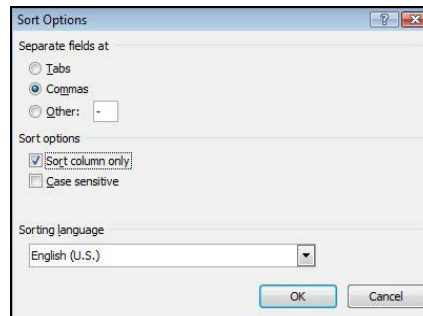 Sort Options
Separate fields at
Tabs
Commas
Other: -
Sort options
Sort column only
Case sensitive
Sorting language
English (U.S.)
OK Cancel